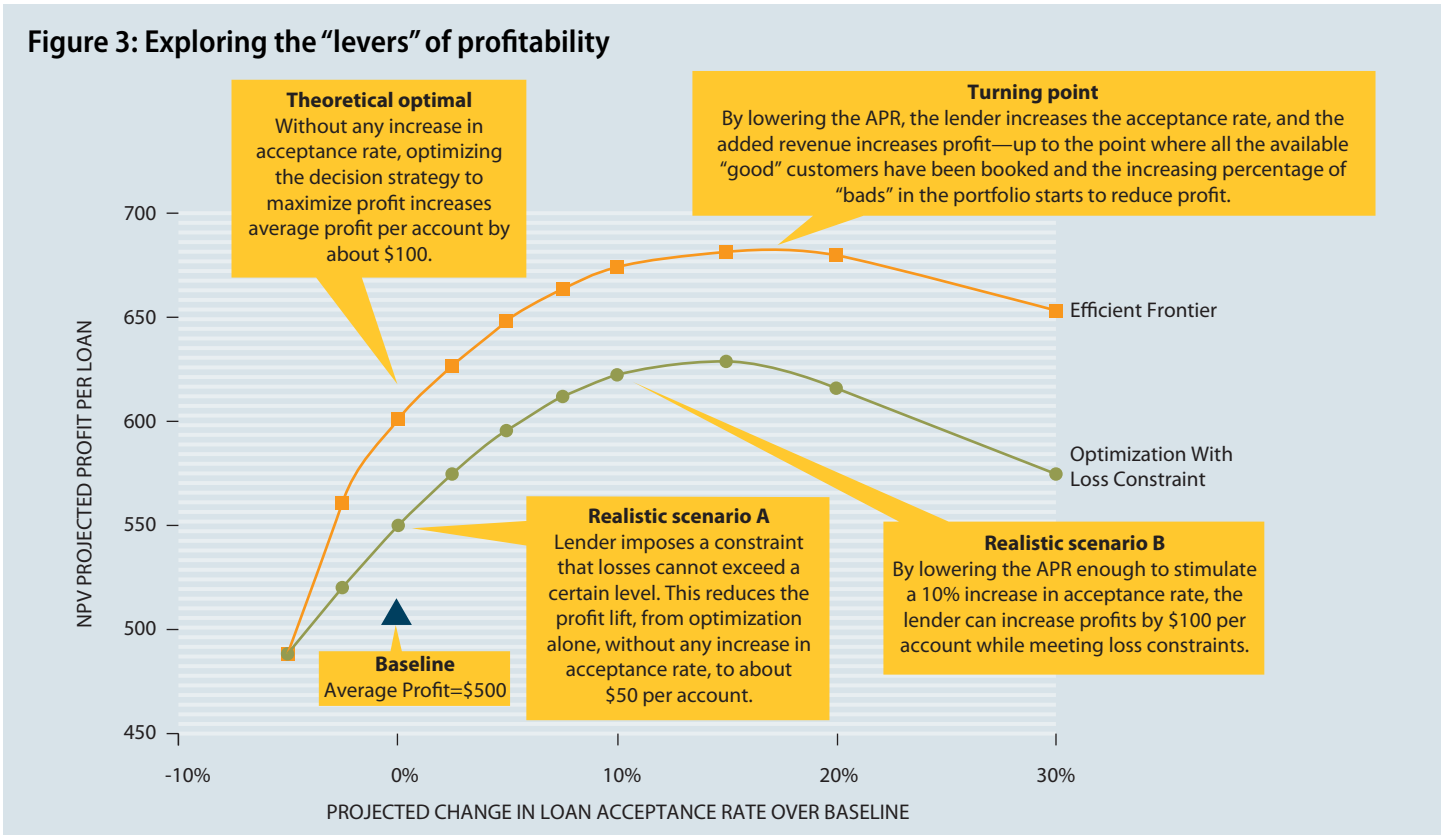 Figure 3: Exploring the “levers” of profitability
Theoretical optimal
Without any increase in
acceptance rate, optimizing
the decision strategy to
maximize profit increases
average profit per account by
about $100.
Turning point
By lowering the APR, the lender increases the acceptance rate, and the
added revenue increases profit—up to the point where all the available
“good” customers have been booked and the increasing percentage of
“bads” in the portfolio starts to reduce profit.
NPV PROJECTED PROFIT PER LOAN
700
650
600
550
500
450
Efficient Frontier
Optimization With
Loss Constraint
Baseline
Average Profit=$500
Realistic scenario A
Lender imposes a constraint
that losses cannot exceed a
certain level. This reduces the
profit lift, from optimization
alone, without any increase in
acceptance rate, to about
$50 per account.
Realistic scenario B
By lowering the APR enough to stimulate
a 10% increase in acceptance rate, the
lender can increase profits by $100 per
account while meeting loss constraints.
-10%
0%
10%
20%
30%
PROJECTED CHANGE IN LOAN ACCEPTANCE RATE OVER BASELINE